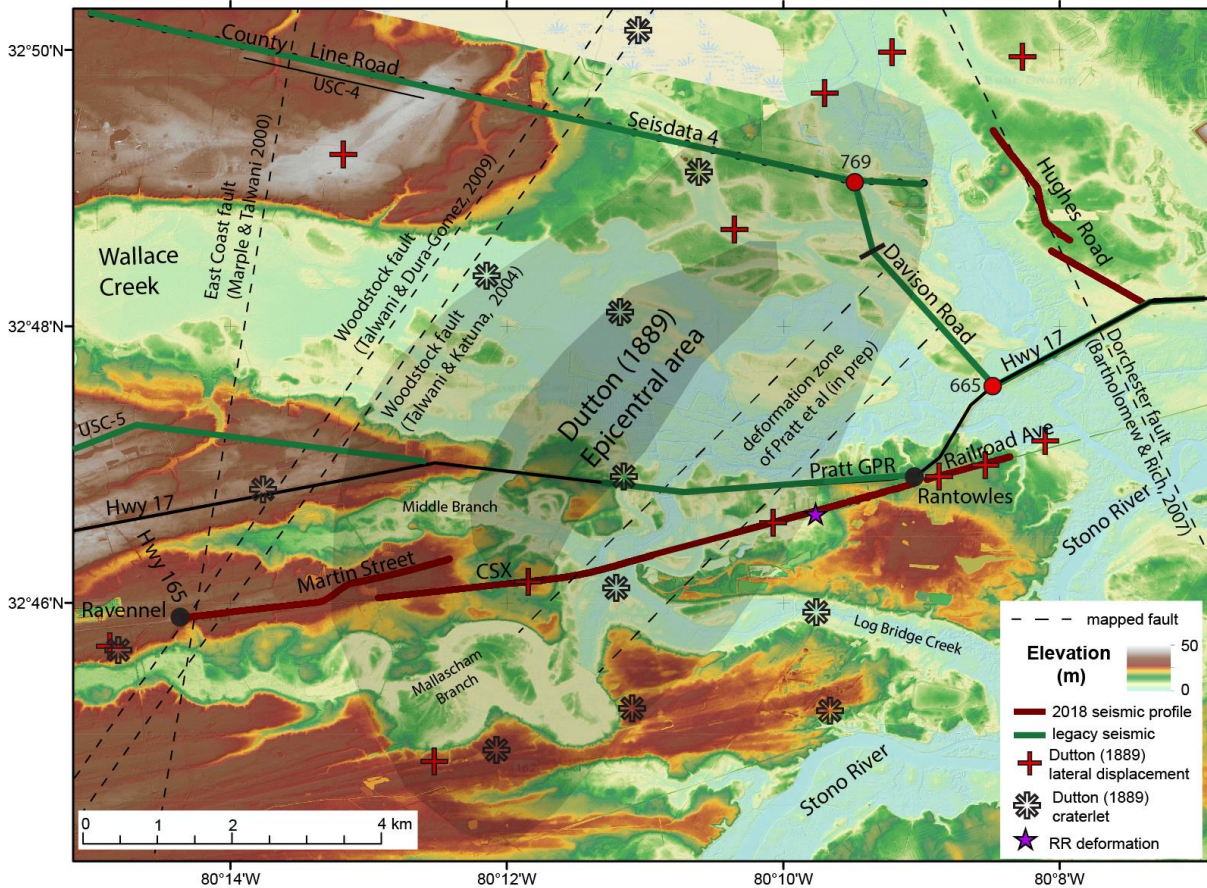 32°50'N
32°48'N
32°46'N
80°14'W
80°12'W
80°10'W
80°8'W
County Line Road
USC-4
Seisdata 4
769
Hughes Road
Wallace
Creek
East Coast fault
(Marple & Talwani 2000)
Woodstock fault
(Talwani & Dura-Gomez, 2009)
Woodstock fault
(Talwani & Katuna, 2004)
Dutton (1889)
Epicentral area
deformation zone
of Pratt et al (in prep)
Davison Road
Hwy 17
665
Dorchester fault
(Bartholomew & Rich, 2007)
USC-5
Hwy 17
Hwy 165
Middle Branch
Pratt GPR
Railroad Ave
Rantowles
Stono River
Martin Street
CSX
Ravennel
Mallascham
Branch
Log Bridge Creek
Stono River
0 1 2 4 km
mapped fault
Elevation
(m)
50
0
2018 seismic profile
legacy seismic
Dutton (1889)
lateral displacement
Dutton (1889)
craterlet
RR deformation